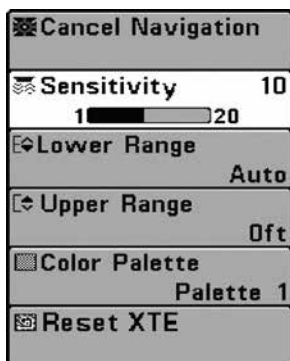 Cancel Navigation
Sensitivity 10
1 20
Lower Range
Auto
Upper Range
0ft
Color Palette
Palette 1
Reset XTE